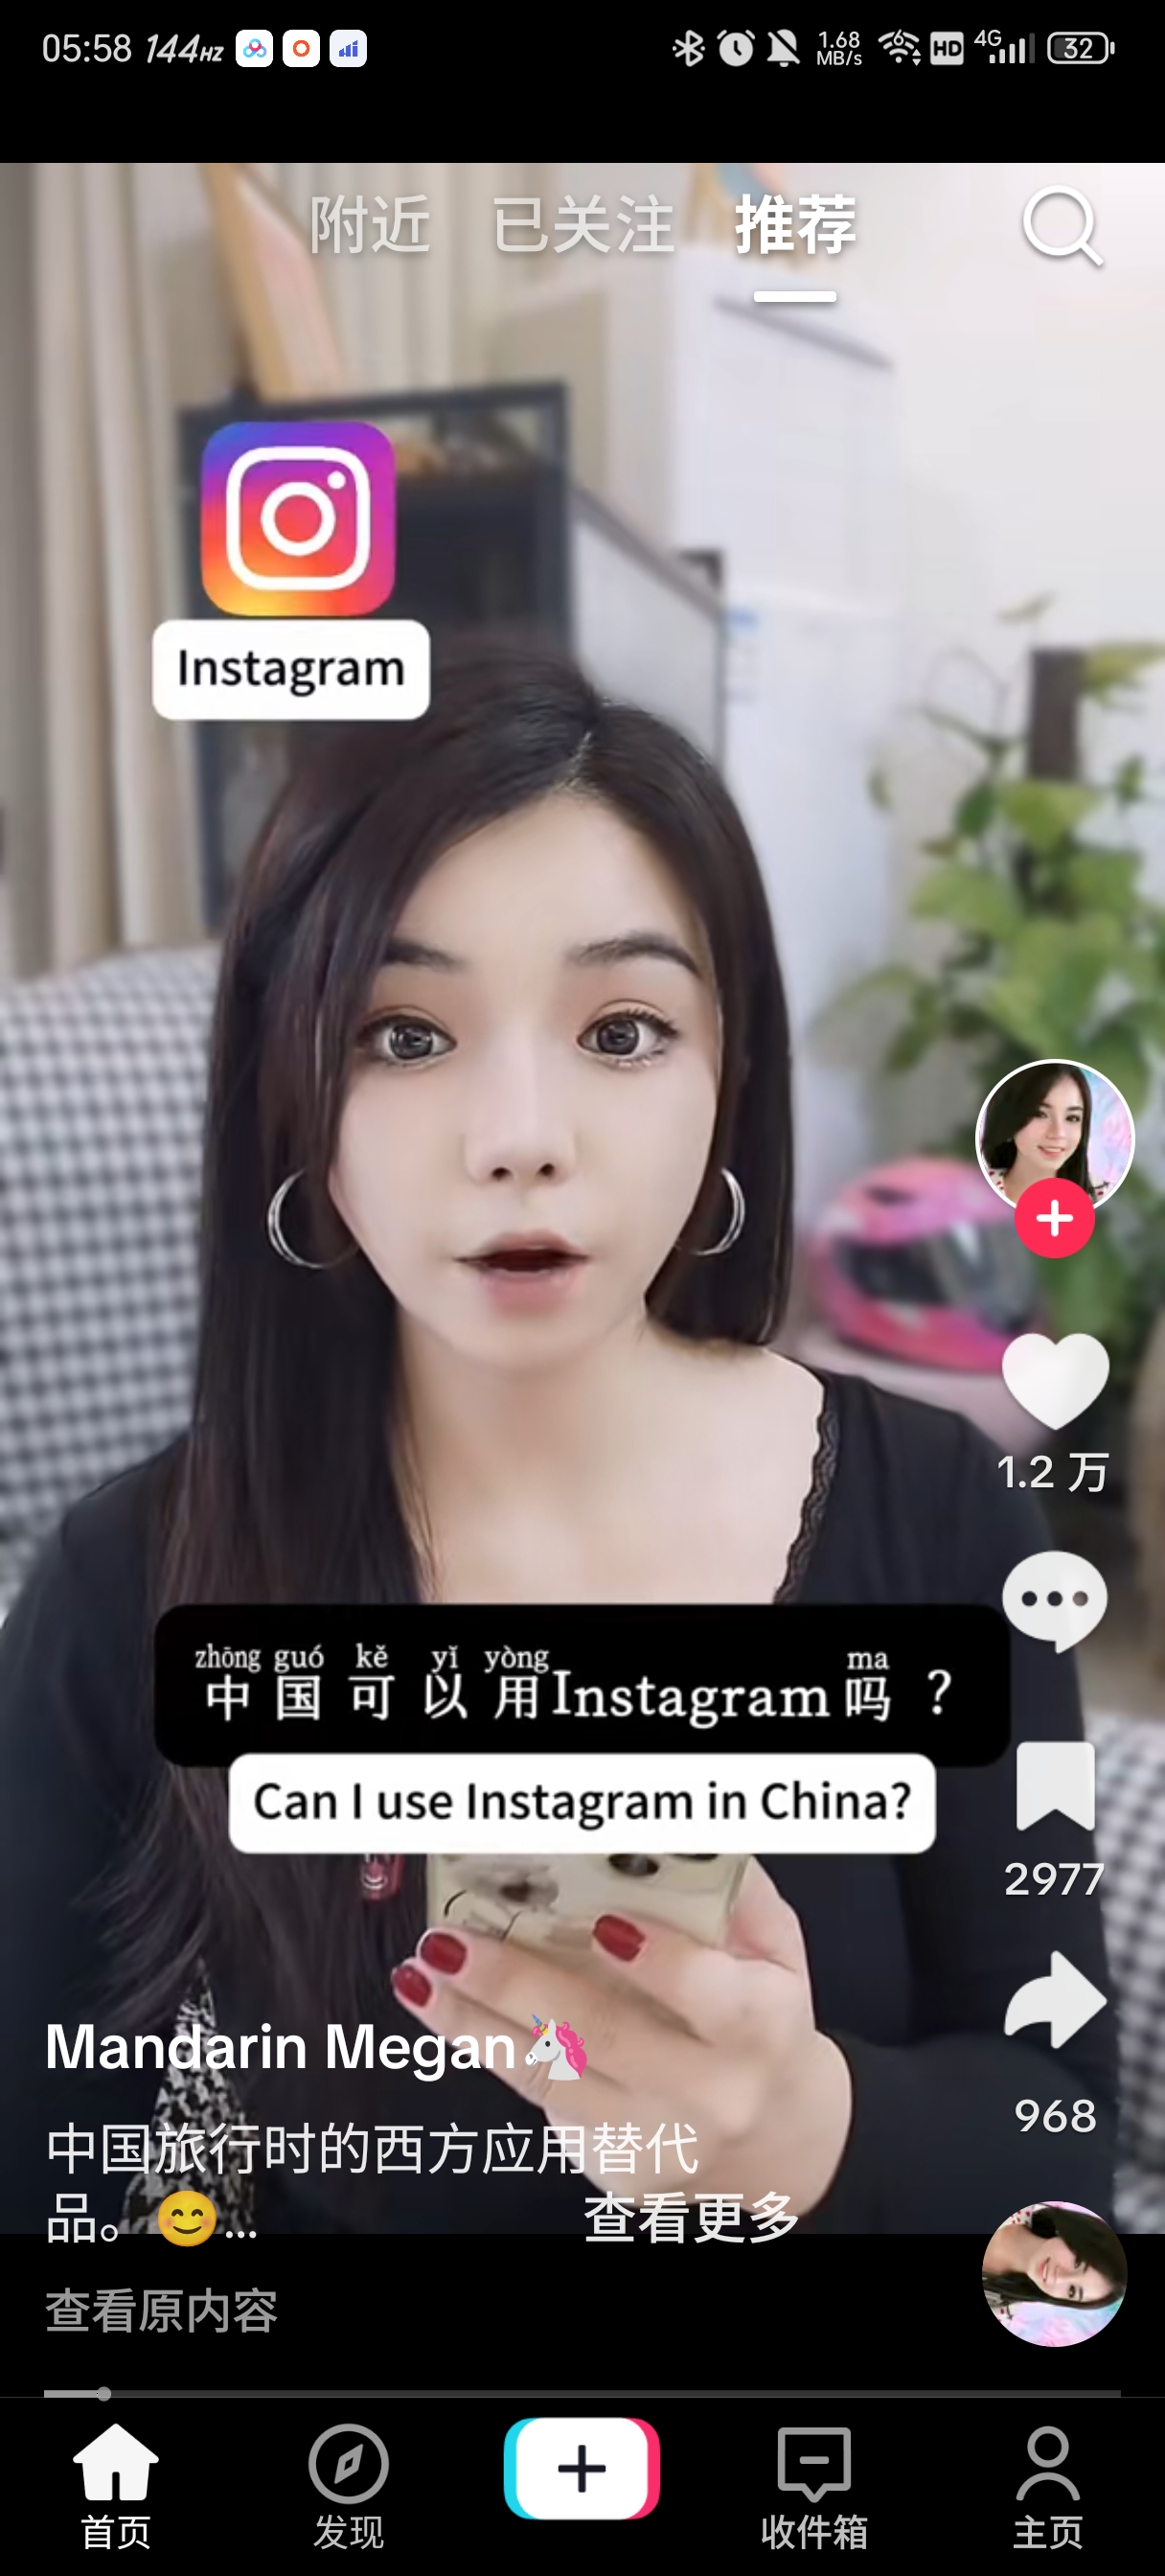 05:58 144HZ 1.68 MB/s 6 HD 4G 32
附近 已关注 推荐
Instagram
zhōng guó kě yǐ yòng ma
中国可以用Instagram吗？
Can I use Instagram in China?
1.2 万
2977
968
Mandarin Megan🦄
中国旅行时的西方应用替代
品。😊... 查看更多
查看原内容
首页 发现 收件箱 主页